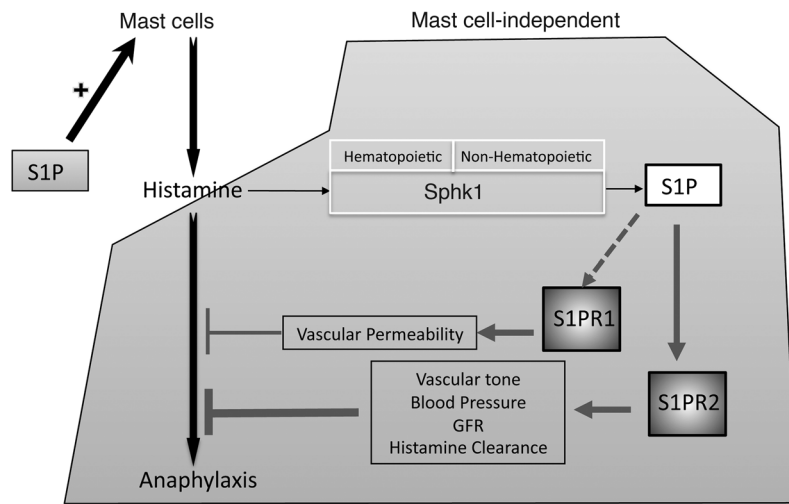 Mast cells
Mast cell-independent
+
S1P
Hematopoietic
Non-Hematopoietic
Histamine
Sphk1
S1P
S1PR1
Vascular Permeability
Vascular tone
Blood Pressure
GFR
Histamine Clearance
S1PR2
Anaphylaxis